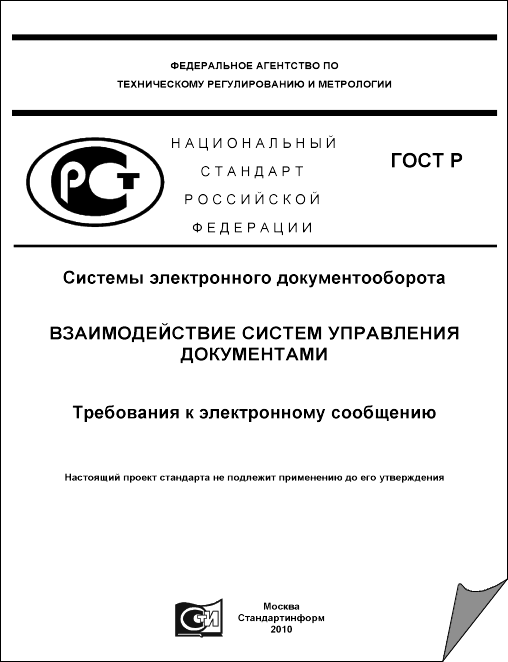 ФЕДЕРАЛЬНОЕ АГЕНТСТВО ПО
ТЕХНИЧЕСКОМУ РЕГУЛИРОВАНИЮ И МЕТРОЛОГИИ
РСТ
НАЦИОНАЛЬНЫЙ
СТАНДАРТ
РОССИЙСКОЙ
ФЕДЕРАЦИИ
ГОСТ Р
Системы электронного документооборота
ВЗАИМОДЕЙСТВИЕ СИСТЕМ УПРАВЛЕНИЯ
ДОКУМЕНТАМИ
Требования к электронному сообщению
Настоящий проект стандарта не подлежит применению до его утверждения
СТИ
Москва
Стандартинформ
2010